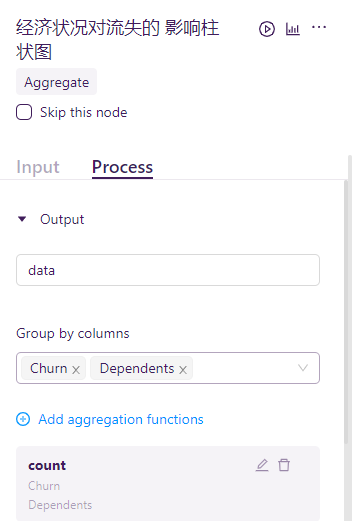 经济状况对流失的 影响柱
状图
Aggregate
Skip this node
Input Process
Output
data
Group by columns
Churn Dependents
Add aggregation functions
count
Churn
Dependents